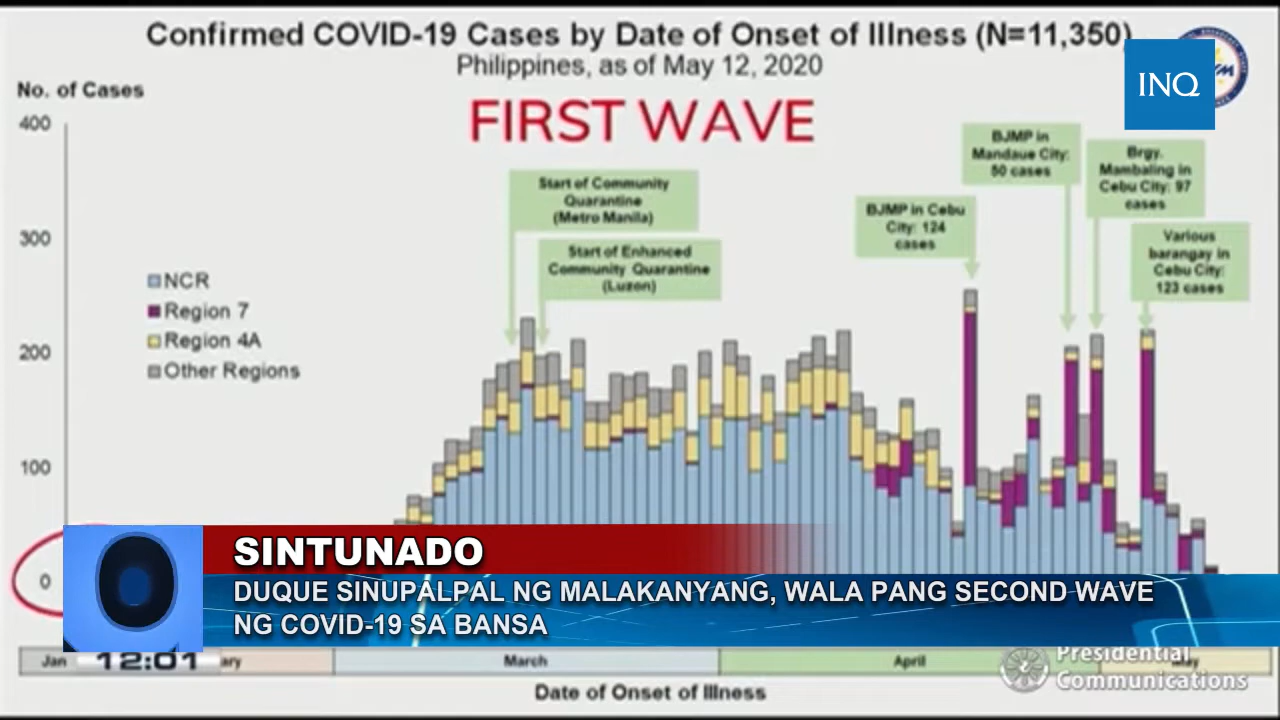 Confirmed COVID-19 Cases by Date of Onset of Illness (N=11,350)
Philippines, as of May 12, 2020
INQ
No. of Cases
FIRST WAVE
400
300
200
100
0
BJMP in
Mandaue City:
50 cases
Brgy.
Mambaling in
Cebu City: 97
cases
Start of Community
Quarantine
(Metro Manila)
BJMP in Cebu
City: 124
cases
Various
barangay in
Cebu City:
123 cases
Start of Enhanced
Community Quarantine
(Luzon)
NCR
Region 7
Region 4A
Other Regions
SINTUNADO
DUQUE SINUPALPAL NG MALAKANYANG, WALA PANG SECOND WAVE
NG COVID-19 SA BANSA
Jan
12:01
March
April
May
Presidential
Communications
Date of Onset of Illness